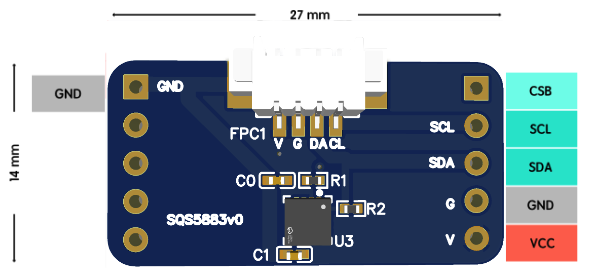 27 mm
14 mm
GND
GND
FPC1
V G DA CL
C0
R1
R2
SQS5883v0
U3
C1
SCL
SDA
G
V
CSB
SCL
SDA
GND
VCC